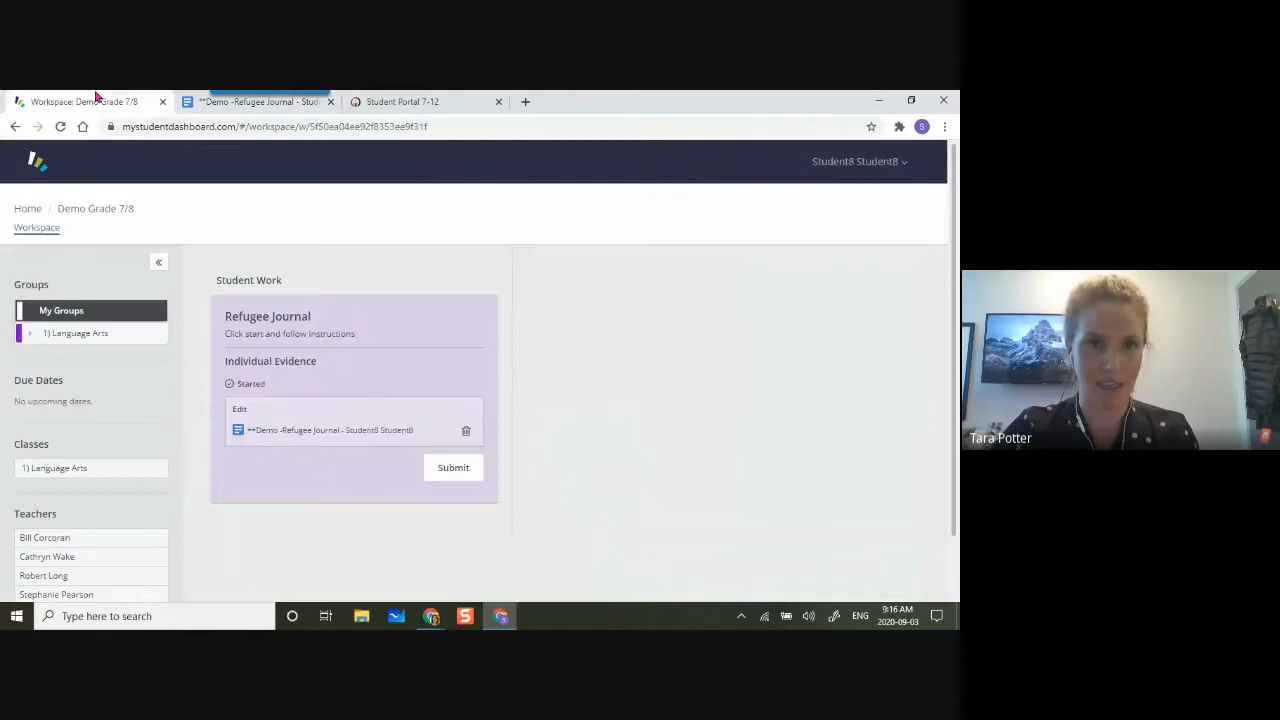 Workspace: Demo Grade 7/8
**Demo -Refugee Journal - Stud
Student Portal 7-12
mystudentdashboard.com/#/workspace/w/5f50ea04ee92f8353ee9f31f
S
Student8 Student8
Home / Demo Grade 7/8
Workspace
Groups
My Groups
1) Language Arts
Due Dates
No upcoming dates.
Classes
1) Language Arts
Teachers
Bill Corcoran
Cathryn Wake
Robert Long
Stephanie Pearson
Student Work
Refugee Journal
Click start and follow instructions
Individual Evidence
Started
Edit
**Demo -Refugee Journal - Student8 Student8
Submit
Tara Potter
Type here to search
ENG
9:16 AM
2020-09-03